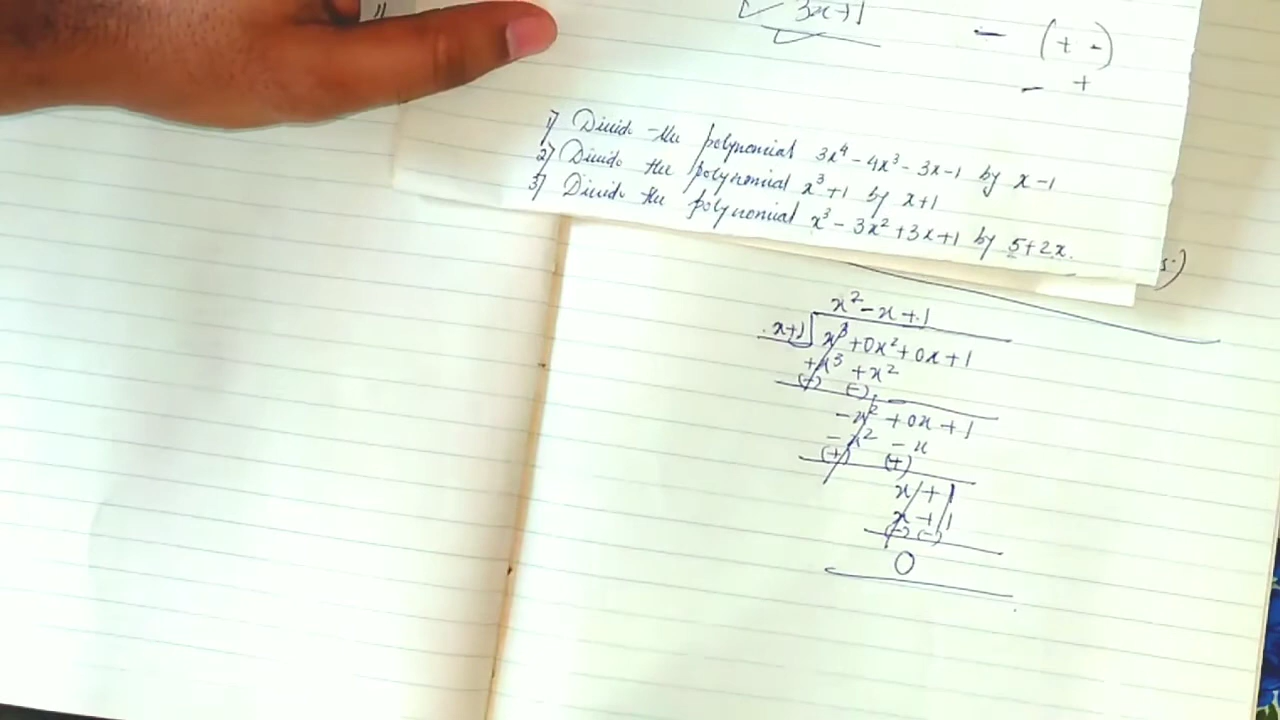 3x+1
- (+ -)
- +
1) Divide the polynomial 3x⁴ - 4x³ - 3x - 1 by x - 1
2) Divide the polynomial x³ + 1 by x + 1
3) Divide the polynomial x³ - 3x² + 3x + 1 by 5 + 2x.
s.)
x² - x + 1
x+1 x³ + 0x² + 0x + 1
+x³ + x²
(-) (-)
-x² + 0x + 1
-x² - x
(+) (+)
x + 1
x + 1
(-) (-)
0